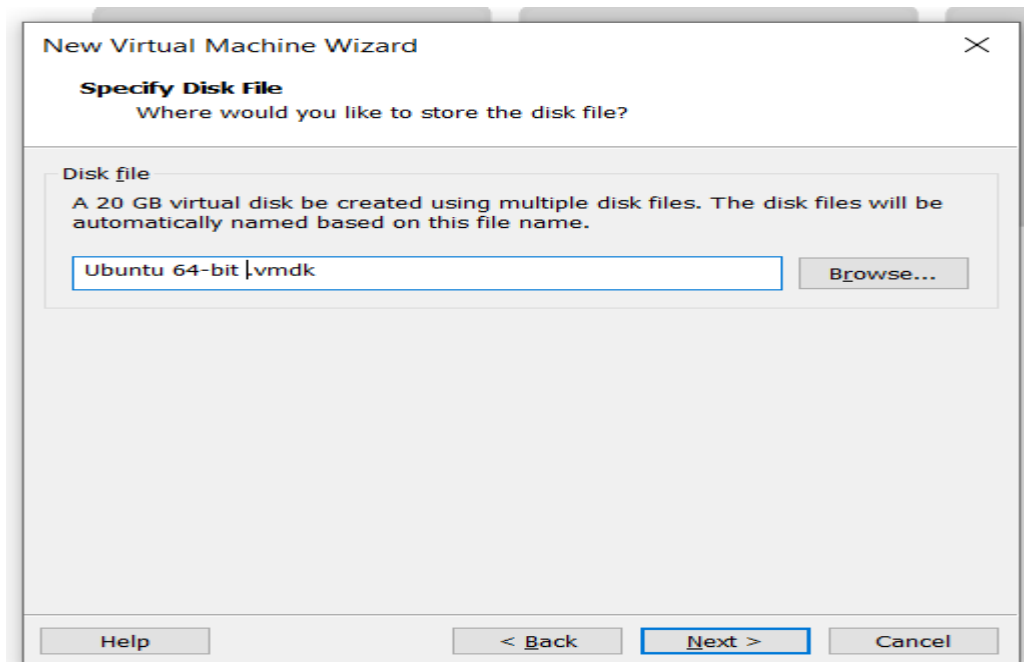 New Virtual Machine Wizard
Specify Disk File
Where would you like to store the disk file?
Disk file
A 20 GB virtual disk be created using multiple disk files. The disk files will be
automatically named based on this file name.
Ubuntu 64-bit .vmdk
Browse...
Help
< Back
Next >
Cancel